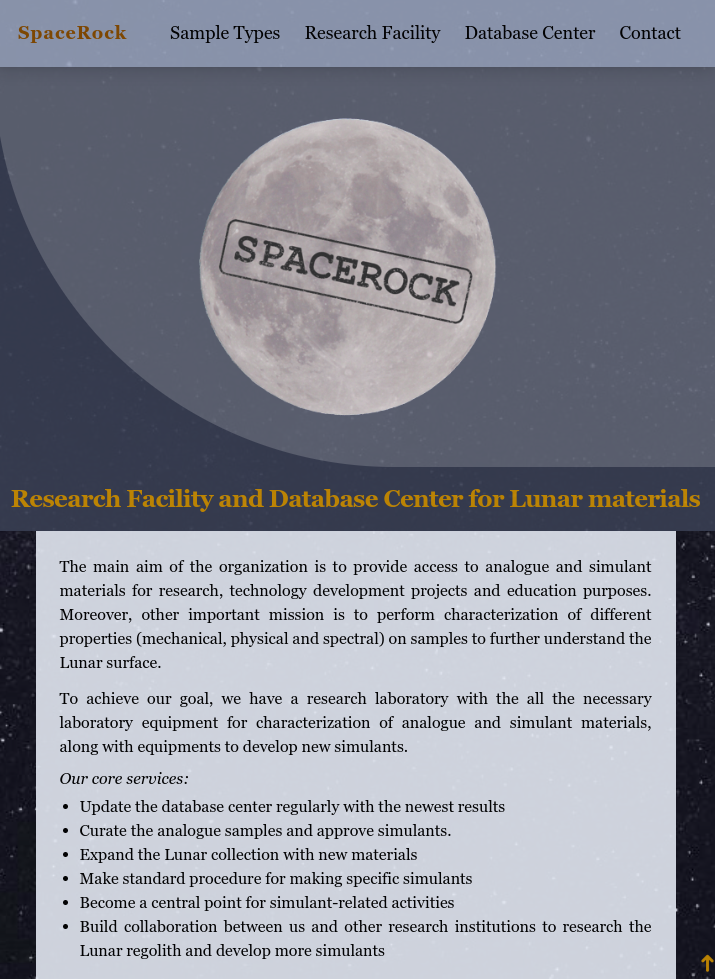 SpaceRock Sample Types Research Facility Database Center Contact
SPACEROCK
Research Facility and Database Center for Lunar materials
The main aim of the organization is to provide access to analogue and simulant
materials for research, technology development projects and education purposes.
Moreover, other important mission is to perform characterization of different
properties (mechanical, physical and spectral) on samples to further understand the
Lunar surface.
To achieve our goal, we have a research laboratory with the all the necessary
laboratory equipment for characterization of analogue and simulant materials,
along with equipments to develop new simulants.
Our core services:
• Update the database center regularly with the newest results
• Curate the analogue samples and approve simulants.
• Expand the Lunar collection with new materials
• Make standard procedure for making specific simulants
• Become a central point for simulant-related activities
• Build collaboration between us and other research institutions to research the
Lunar regolith and develop more simulants